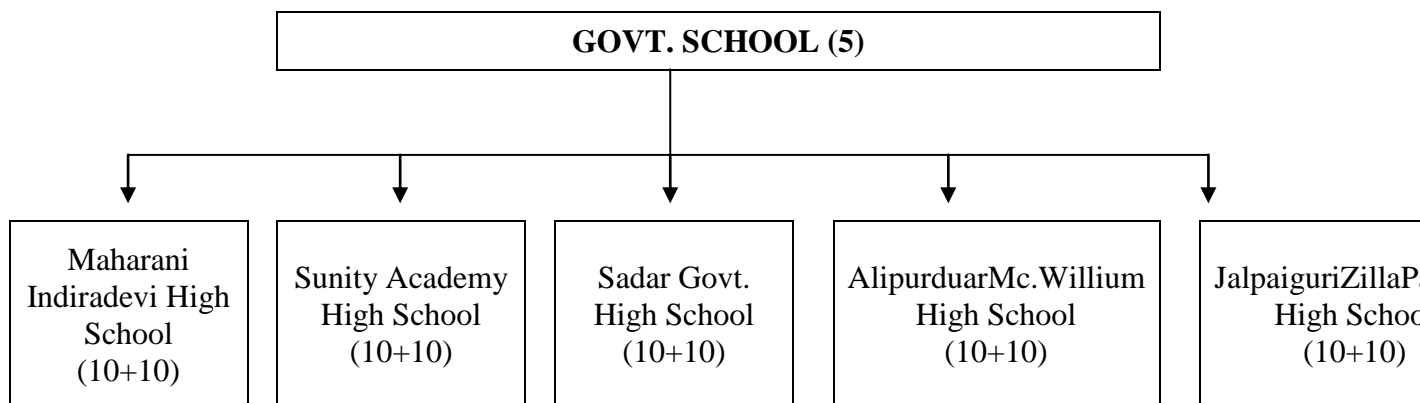 GOVT. SCHOOL (5)
Maharani
Indiradevi High
School
(10+10)
Sunity Academy
High School
(10+10)
Sadar Govt.
High School
(10+10)
AlipurduarMc.Willium
High School
(10+10)
High
(10+10)